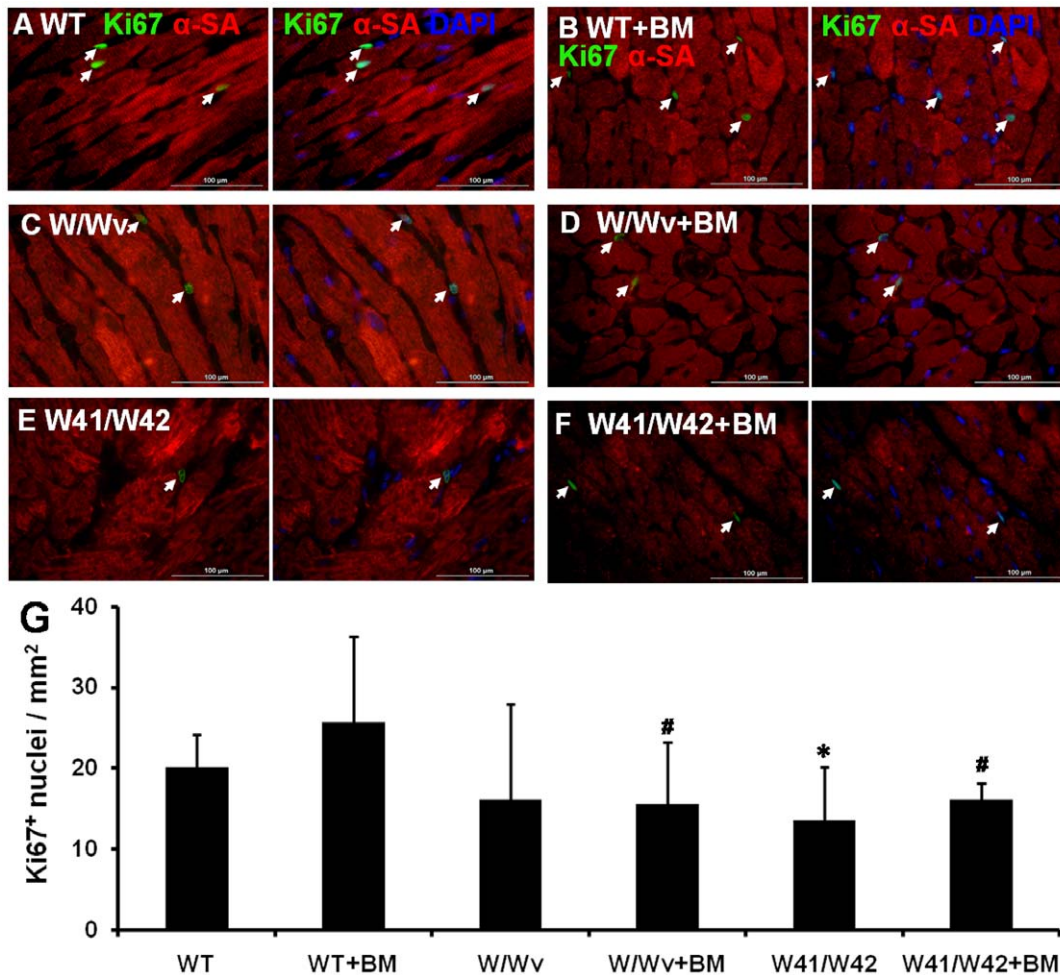 A WT Ki67 α-SA
Ki67 α-SA DAPI
B WT+BM
Ki67 α-SA
Ki67 α-SA DAPI
100 µm
100 µm
100 µm
100 µm
C W/Wv
D W/Wv+BM
100 µm
100 µm
100 µm
100 µm
E W41/W42
F W41/W42+BM
100 µm
100 µm
100 µm
100 µm
G
Ki67⁺ nuclei / mm²
40
30
20
10
0
#
*
#
WT
WT+BM
W/Wv
W/Wv+BM
W41/W42
W41/W42+BM